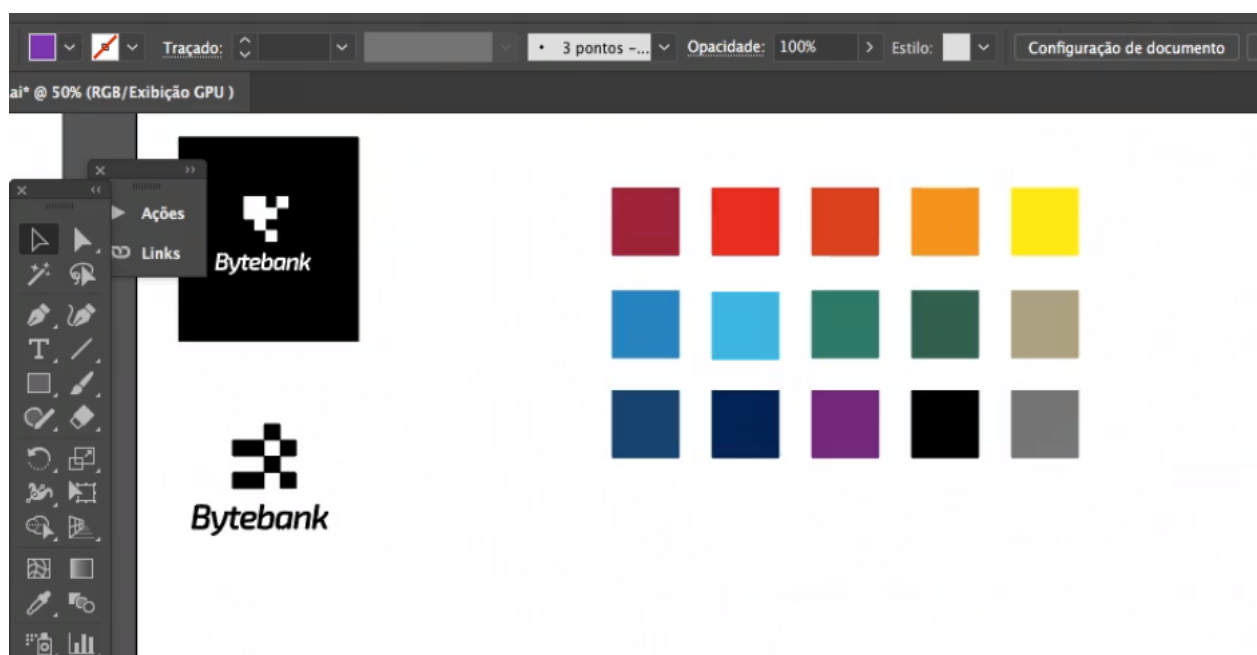 Traçado:
3 pontos –...
Opacidade: 100%
Estilo:
Configuração de documento
ai* @ 50% (RGB/Exibição GPU )
Ações
Links
Bytebank
Bytebank